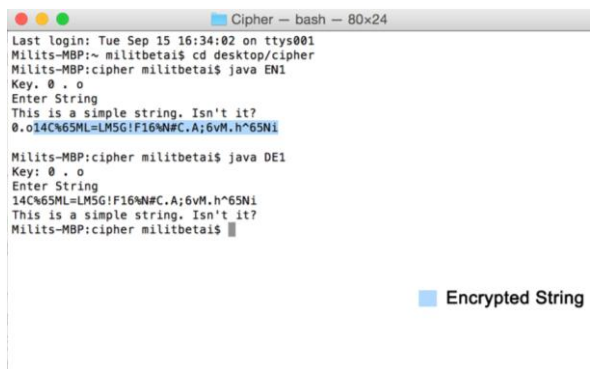 Cipher — bash — 80×24
Last login: Tue Sep 15 16:34:02 on ttys001
Milits-MBP:~ militbetai$ cd desktop/cipher
Milits-MBP:cipher militbetai$ java EN1
Key. 0 . o
Enter String
This is a simple string. Isn't it?
0.o14C%65ML=LM5G!F16%N#C.A;6vM.h^65Ni
Milits-MBP:cipher militbetai$ java DE1
Key: 0 . o
Enter String
14C%65ML=LM5G!F16%N#C.A;6vM.h^65Ni
This is a simple string. Isn't it?
Milits-MBP:cipher militbetai$
Encrypted String